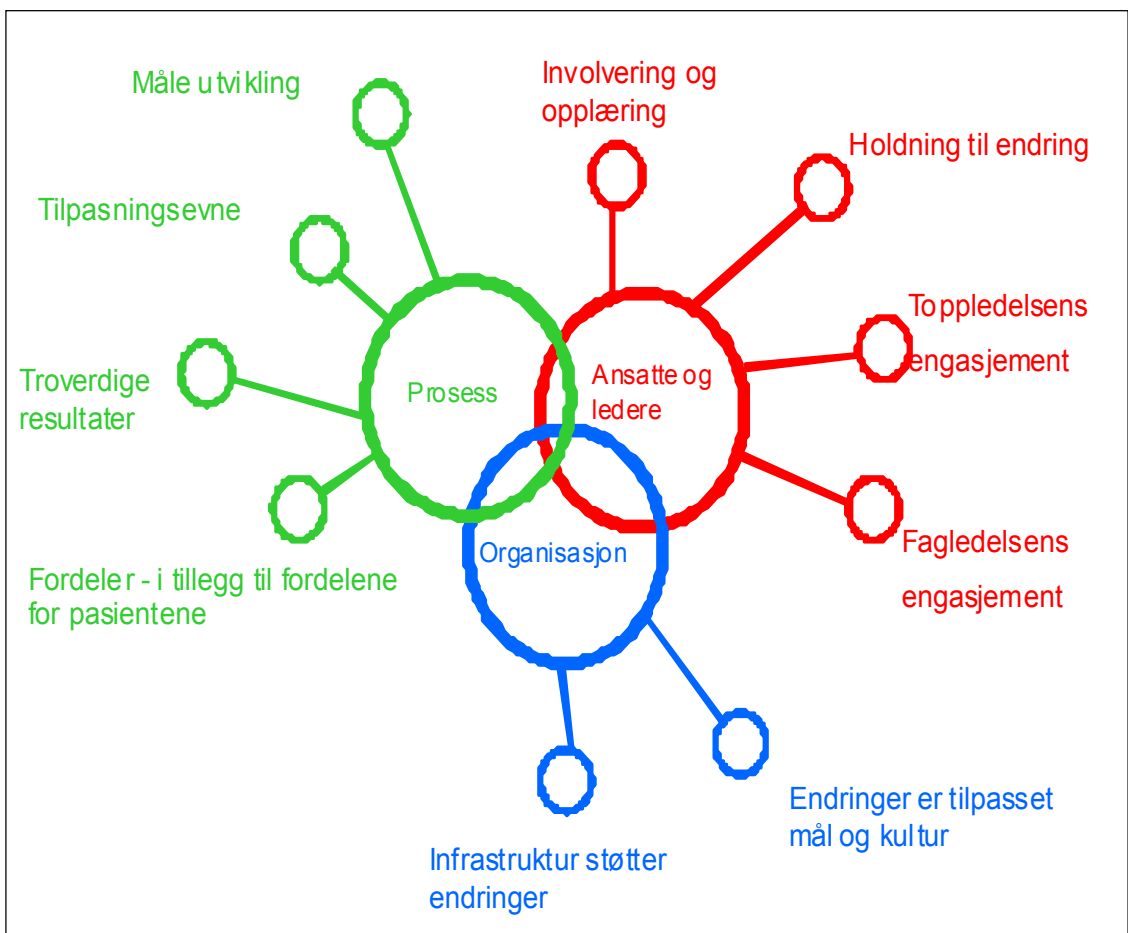 Måle utvikling
Involvering og
opplæring
Holdning til endring
Tilpasningsevne
Toppledelsens
engasjement
Troverdige
resultater
Prosess
Ansatte og
ledere
Fagledelsens
engasjement
Organisasjon
Fordeler - i tillegg til fordelene
for pasientene
Endringer er tilpasset
mål og kultur
Infrastruktur støtter
endringer